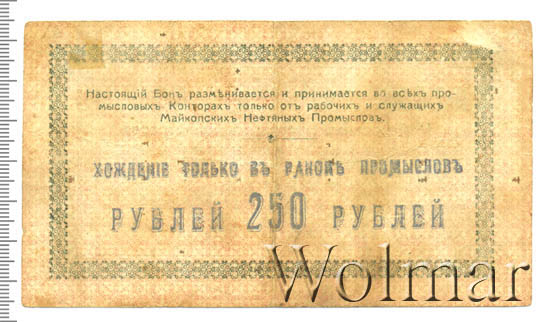 Настоящій Бонъ размѣнивается и принимается во всѣхъ про-
мысловыхъ Конторахъ только отъ рабочихъ и служащихъ
Майкопскихъ Нефтяныхъ Промысловъ.
ХОЖДЕНІЕ ТОЛЬКО ВЪ РАІОНѢ ПРОМЫСЛОВЪ
РУБЛЕЙ 250 РУБЛЕЙ
Wolmar